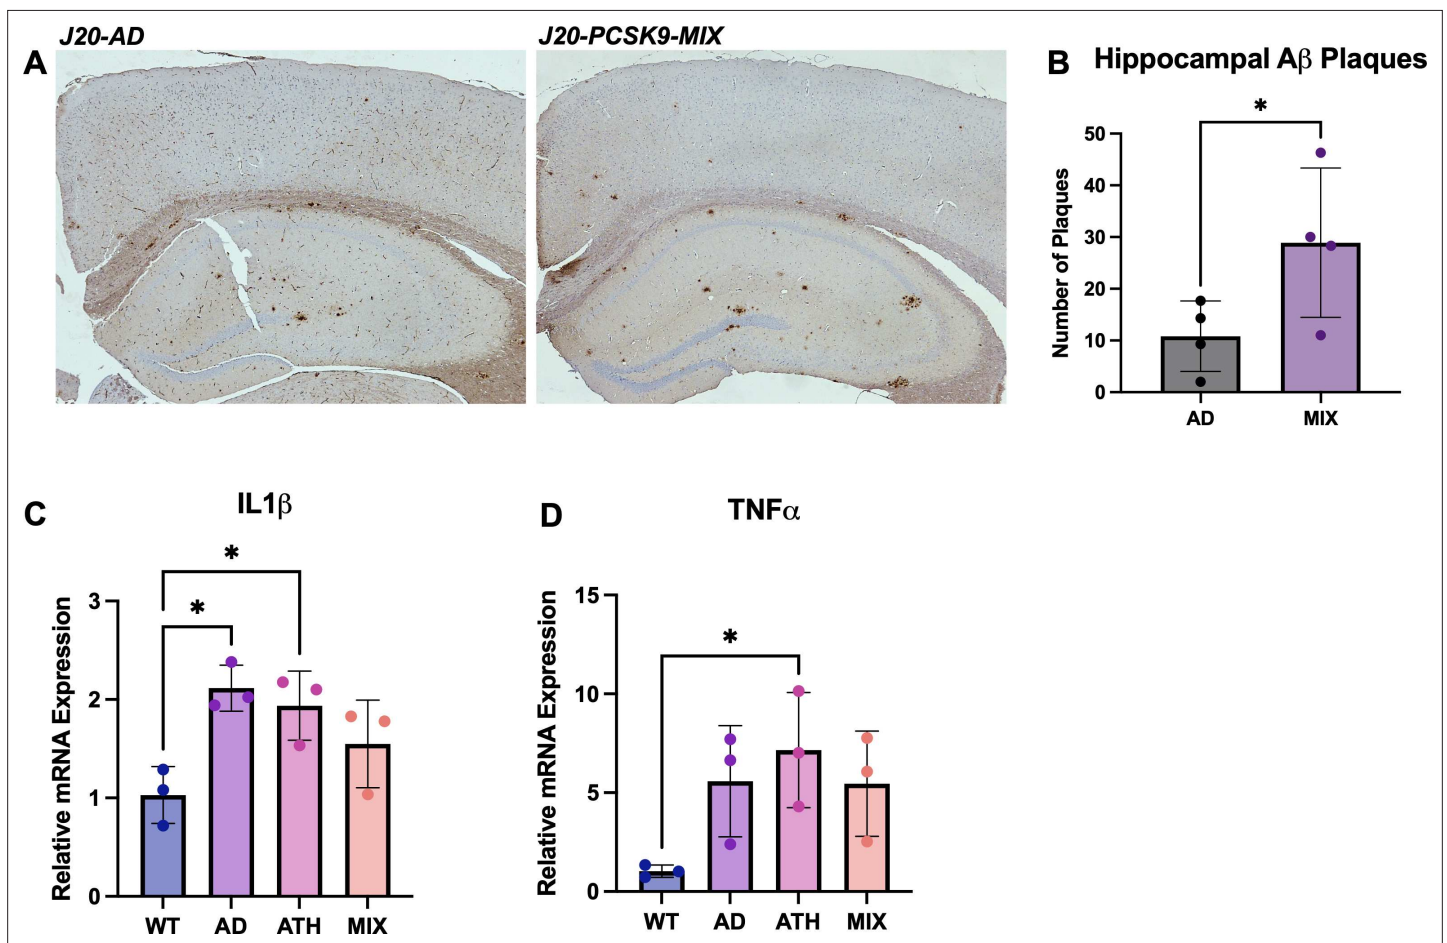 J20-AD
J20-PCSK9-MIX
A
B
Hippocampal Aβ Plaques
*
50
40
30
20
10
0
Number of Plaques
AD
MIX
C
IL1β
*
*
3
2
1
0
Relative mRNA Expression
WT
AD
ATH
MIX
D
TNFα
*
15
10
5
0
Relative mRNA Expression
WT
AD
ATH
MIX